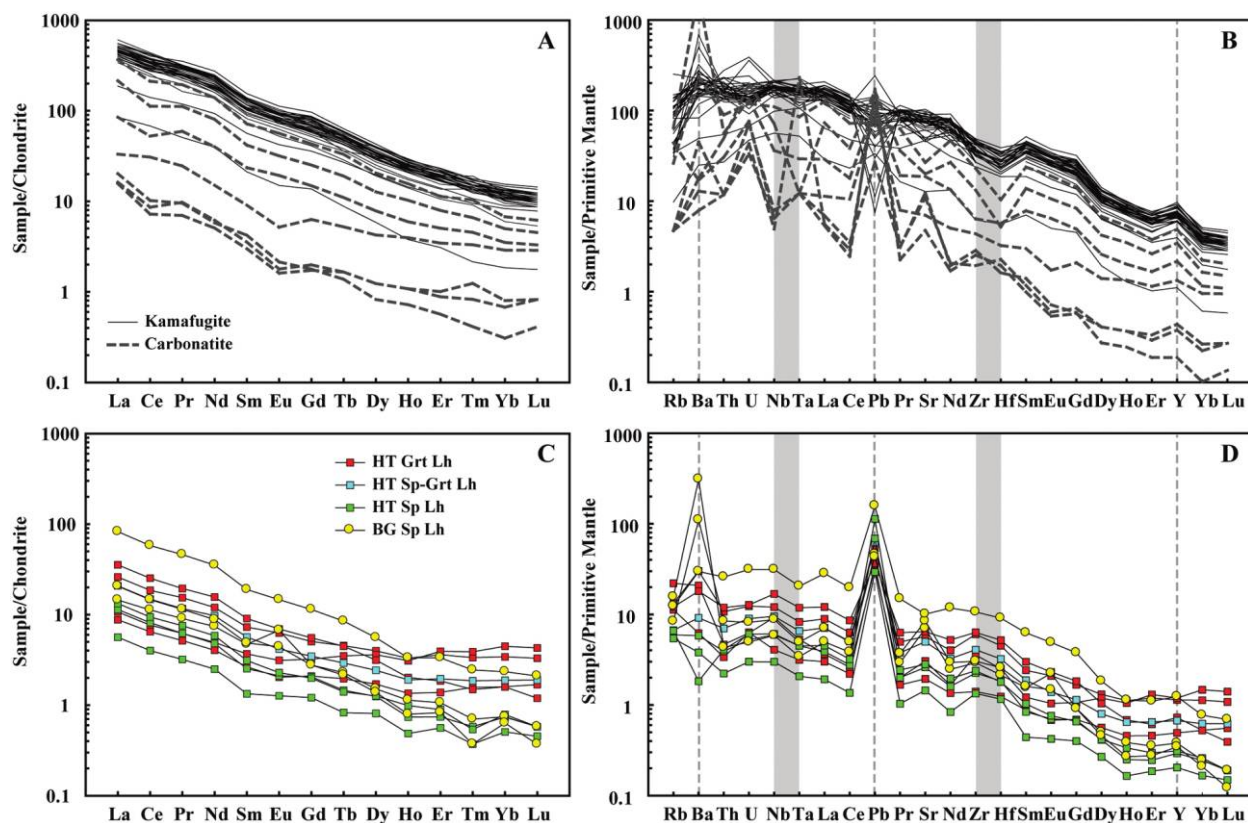 A
Sample/Chondrite
1000
100
10
1
0.1
Kamafugite
Carbonatite
La Ce Pr Nd Sm Eu Gd Tb Dy Ho Er Tm Yb Lu
B
Sample/Primitive Mantle
1000
100
10
1
0.1
Rb Ba Th U Nb Ta La Ce Pb Pr Sr Nd Zr Hf Sm Eu Gd Dy Ho Er Y Yb Lu
C
Sample/Chondrite
1000
100
10
1
0.1
HT Grt Lh
HT Sp-Grt Lh
HT Sp Lh
BG Sp Lh
La Ce Pr Nd Sm Eu Gd Tb Dy Ho Er Tm Yb Lu
D
Sample/Primitive Mantle
1000
100
10
1
0.1
Rb Ba Th U Nb Ta La Ce Pb Pr Sr Nd Zr Hf Sm Eu Gd Dy Ho Er Y Yb Lu